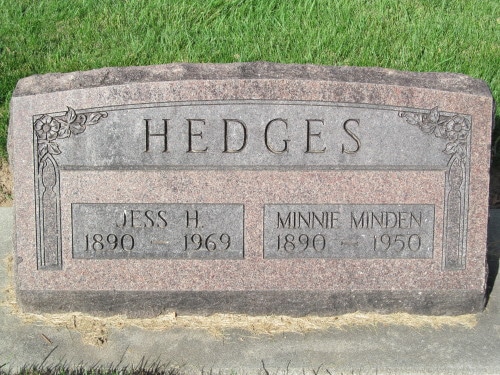 HEDGES
JESS H.
1890 — 1969
MINNIE MINDEN
1890 — 1950